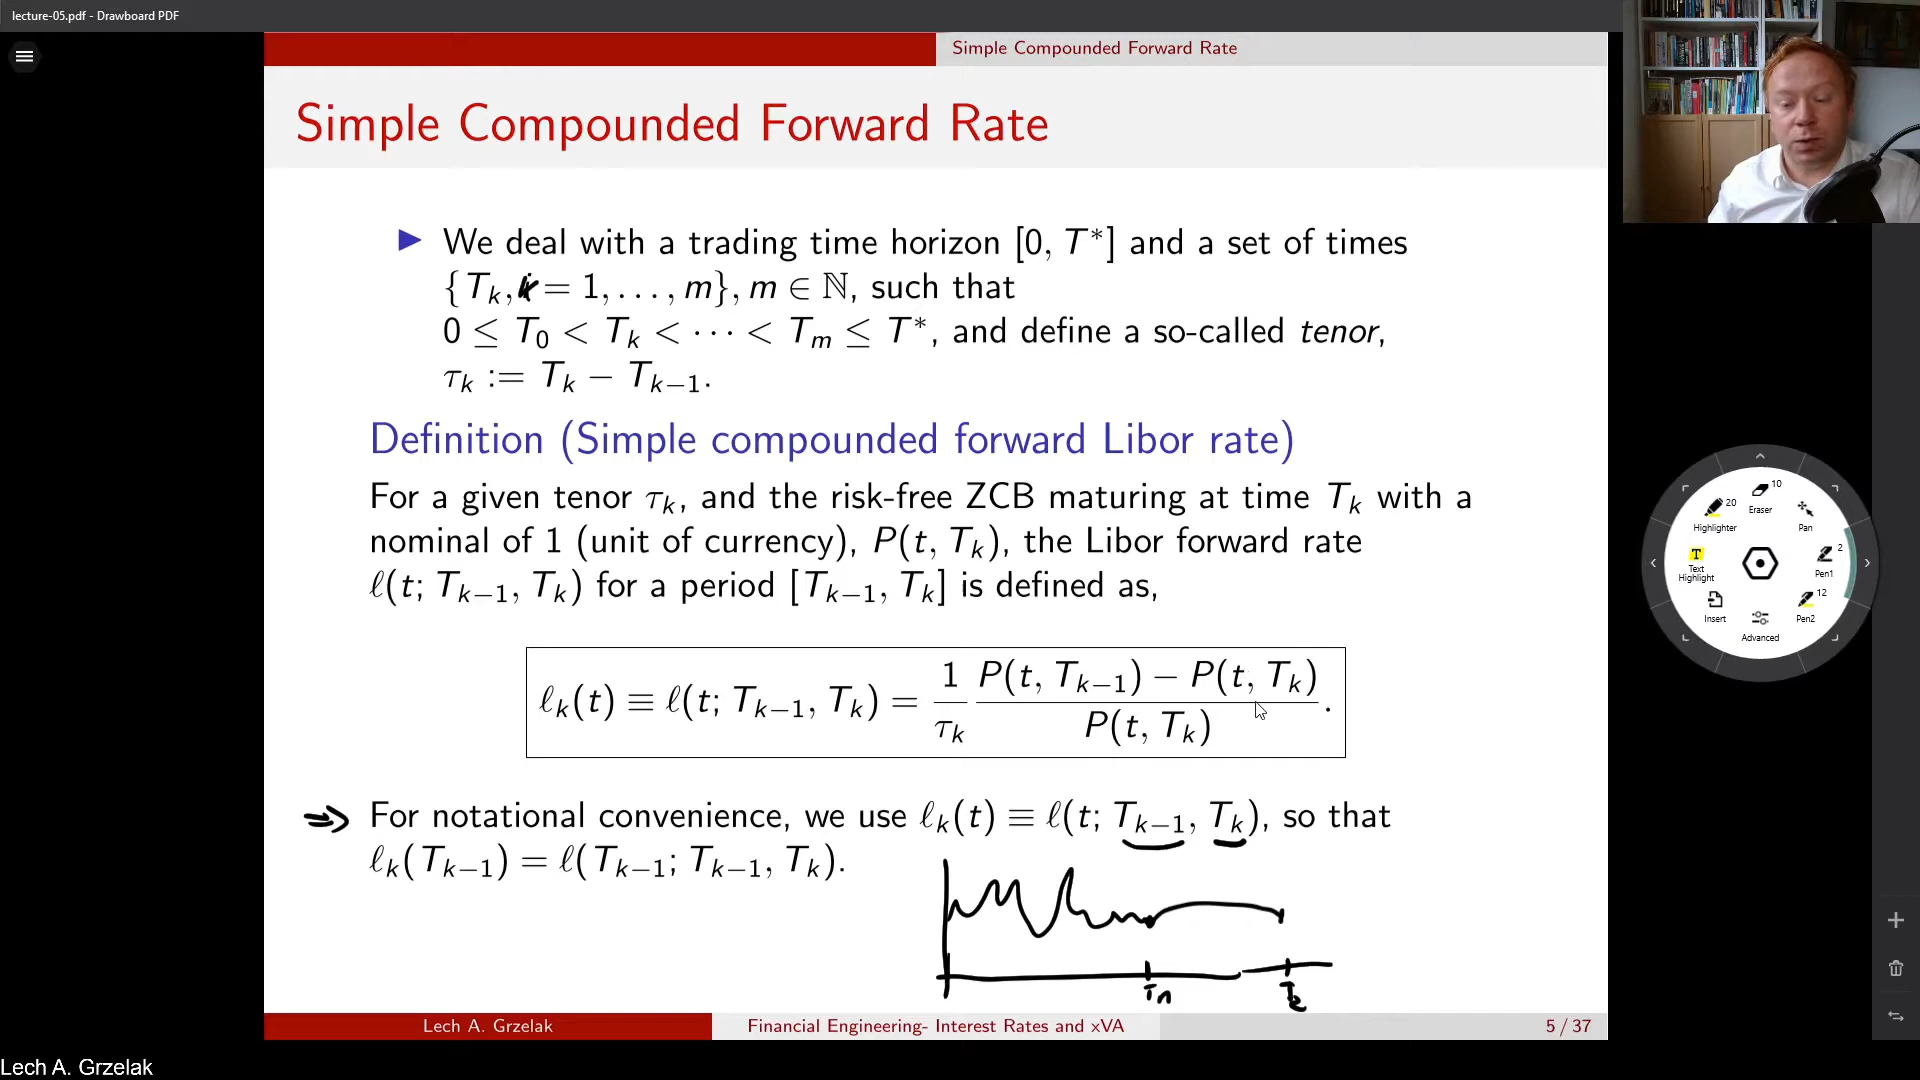 lecture-05.pdf - Drawboard PDF
Simple Compounded Forward Rate
Simple Compounded Forward Rate
We deal with a trading time horizon [0, T*] and a set of times
{T_k, k = 1, . . . , m}, m ∈ ℕ, such that
0 ≤ T_0 < T_k < · · · < T_m ≤ T*, and define a so-called tenor,
τ_k := T_k − T_{k−1}.
Definition (Simple compounded forward Libor rate)
For a given tenor τ_k, and the risk-free ZCB maturing at time T_k with a
nominal of 1 (unit of currency), P(t, T_k), the Libor forward rate
ℓ(t; T_{k−1}, T_k) for a period [T_{k−1}, T_k] is defined as,
ℓ_k(t) ≡ ℓ(t; T_{k−1}, T_k) = \frac{1}{τ_k} \frac{P(t, T_{k−1}) − P(t, T_k)}{P(t, T_k)}.
For notational convenience, we use ℓ_k(t) ≡ ℓ(t; T_{k−1}, T_k), so that
ℓ_k(T_{k−1}) = ℓ(T_{k−1}; T_{k−1}, T_k).
Lech A. Grzelak
Financial Engineering- Interest Rates and xVA
5 / 37
10
Eraser
20
Highlighter
Pan
Text
Highlight
2
Pen1
Insert
12
Pen2
Advanced
Lech A. Grzelak